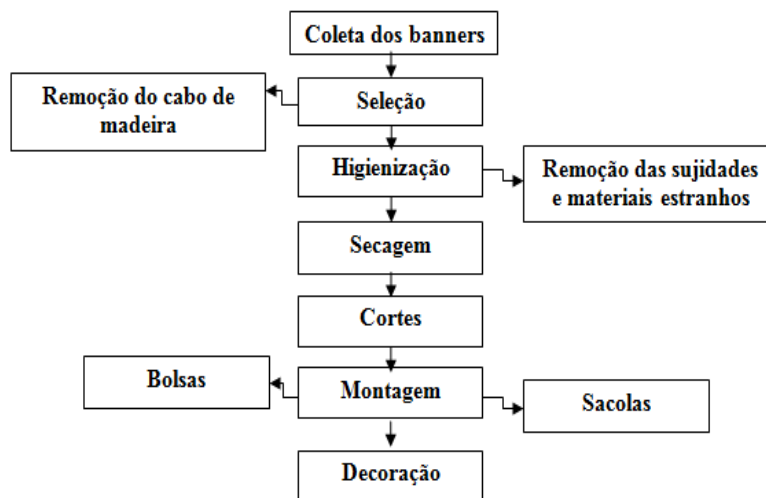 Coleta dos banners
Remoção do cabo de
madeira
Seleção
Higienização
Remoção das sujidades
e materiais estranhos
Secagem
Cortes
Bolsas
Montagem
Sacolas
Decoração